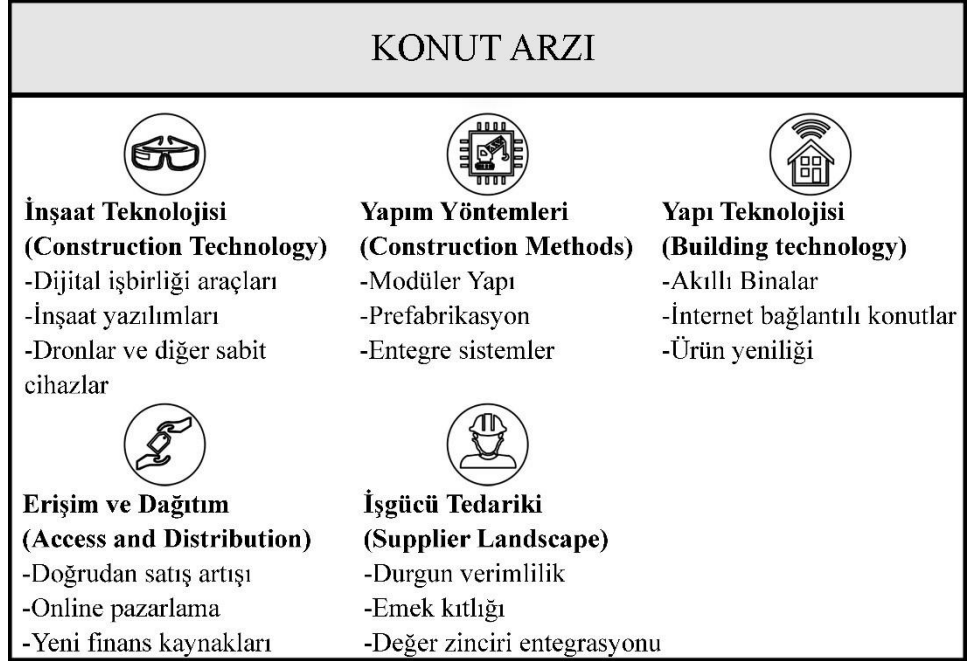 KONUT ARZI
İnşaat Teknolojisi
(Construction Technology)
-Dijital işbirliği araçları
-İnşaat yazılımları
-Dronlar ve diğer sabit
cihazlar
Yapım Yöntemleri
(Construction Methods)
-Modüler Yapı
-Prefabrikasyon
-Entegre sistemler
Yapı Teknolojisi
(Building technology)
-Akıllı Binalar
-İnternet bağlantılı konutlar
-Ürün yeniliği
Erişim ve Dağıtım
(Access and Distribution)
-Doğrudan satış artışı
-Online pazarlama
-Yeni finans kaynakları
İşgücü Tedariki
(Supplier Landscape)
-Durgun verimlilik
-Emek kıtlığı
-Değer zinciri entegrasyonu